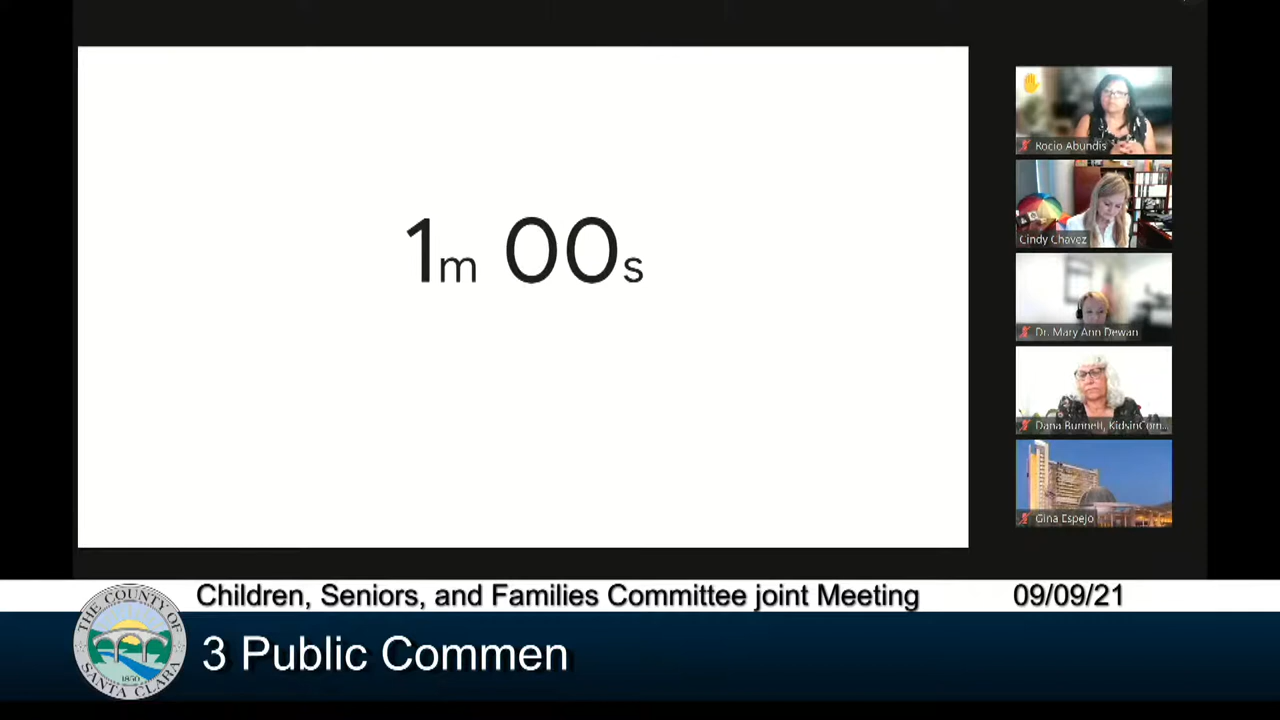 1m 00s
Rocio Abundis
Cindy Chavez
Dr. Mary Ann Dewan
Dana Bunnell, KidsinCom...
Gina Espejo
Children, Seniors, and Families Committee joint Meeting
09/09/21
THE COUNTY OF
SANTA CLARA
1850
3 Public Commen